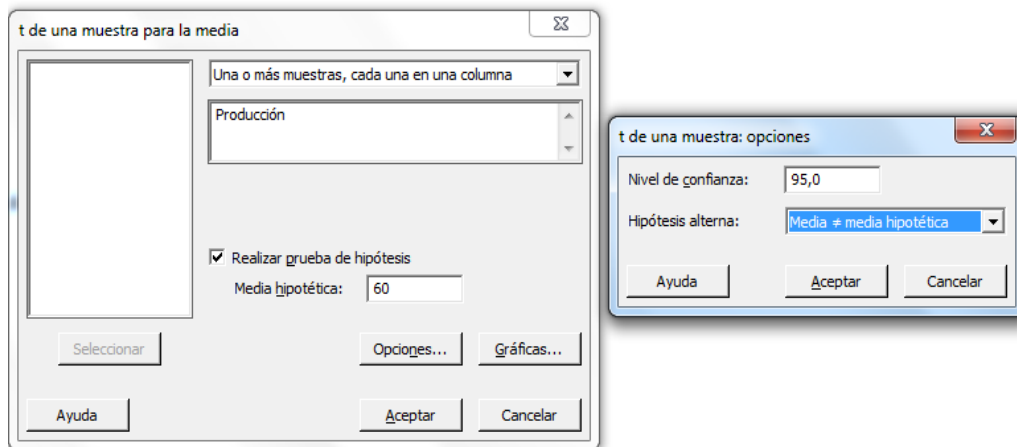 t de una muestra para la media
Una o más muestras, cada una en una columna
Producción
Realizar prueba de hipótesis
Media hipotética: 60
Seleccionar
Opciones...
Gráficas...
Ayuda
Aceptar
Cancelar
t de una muestra: opciones
Nivel de confianza: 95,0
Hipótesis alterna: Media ≠ media hipotética
Ayuda
Aceptar
Cancelar